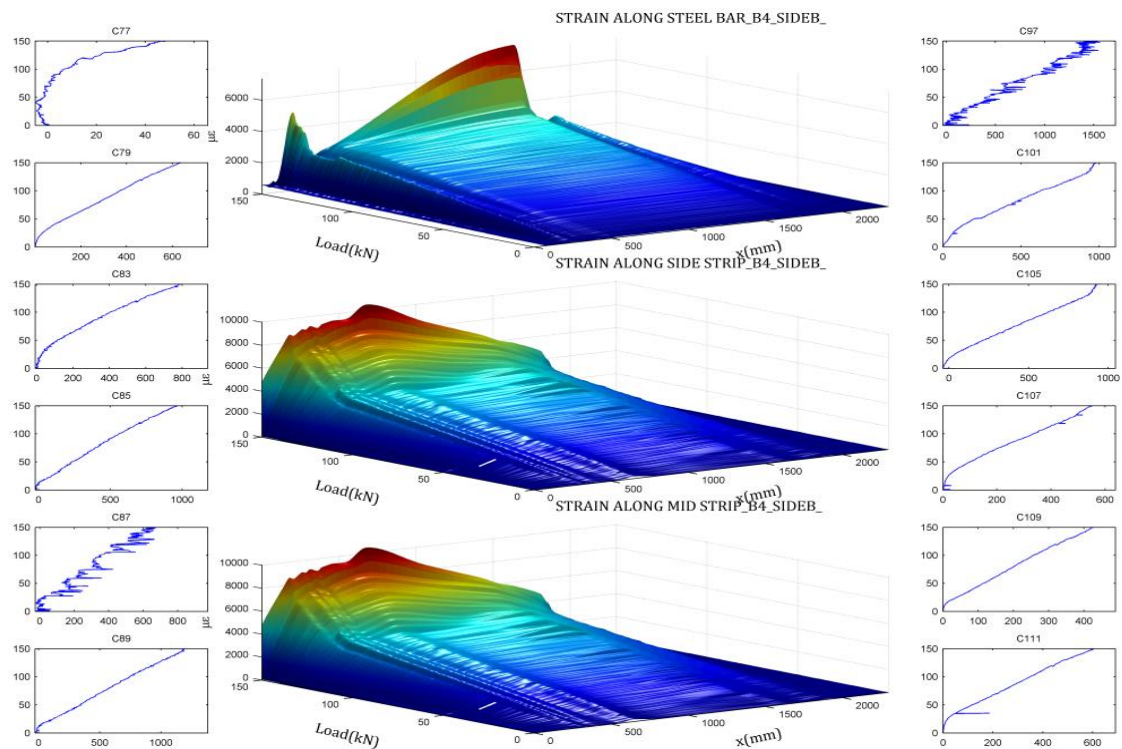 C77
150
100
50
0
0 20 40 60
με
C79
150
100
50
0
200 400 600
C83
150
100
50
0
0 200 400 600 800
με
C85
150
100
50
0
0 500 1000
C87
150
100
50
0
0 200 400 600 800
με
C89
150
100
50
0
0 500 1000
STRAIN ALONG STEEL BAR_B4_SIDEB_
6000
4000
2000
0
150 100 50 0
Load(kN)
0 500 1000 1500 2000
x(mm)
STRAIN ALONG SIDE STRIP_B4_SIDEB_
10000
8000
6000
4000
2000
0
150 100 50 0
Load(kN)
0 500 1000 1500 2000
x(mm)
STRAIN ALONG MID STRIP_B4_SIDEB_
10000
8000
6000
4000
2000
0
150 100 50 0
Load(kN)
0 500 1000 1500 2000
x(mm)
C97
150
100
50
0
0 500 1000 1500
C101
150
100
50
0
0 500 1000
C105
150
100
50
0
0 500 1000
C107
150
100
50
0
0 200 400 600
C109
150
100
50
0
0 100 200 300 400
C111
150
100
50
0
0 200 400 600